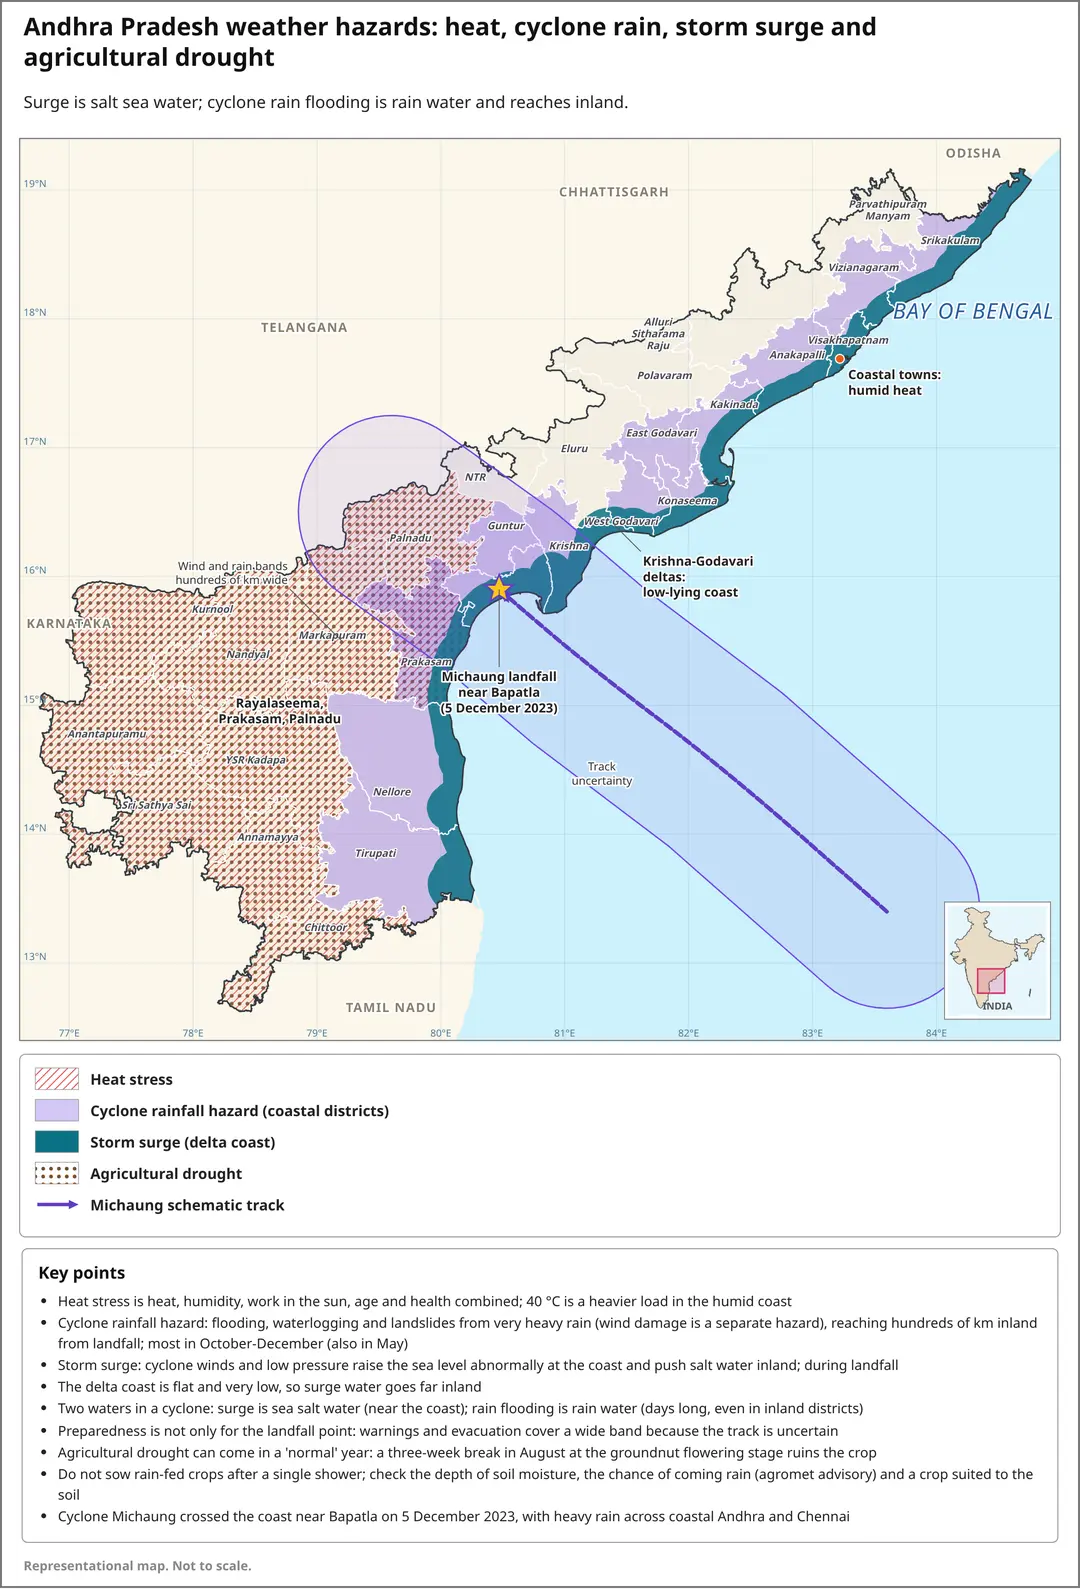 Andhra Pradesh weather hazards: heat, cyclone rain, storm surge and
agricultural drought
Surge is salt sea water; cyclone rain flooding is rain water and reaches inland.
ODISHA
19°N
CHHATTISGARH
Parvathipuram
Manyam
Srikakulam
Vizianagaram
18°N
BAY OF BENGAL
TELANGANA
Alluri
Sitharama
Raju
Visakhapatnam
Anakapalli
Polavaram
Coastal towns:
humid heat
Kakinada
17°N
East Godavari
Eluru
NTR
Konaseema
West Godavari
Guntur
Palnadu
Krishna
Krishna-Godavari
deltas:
low-lying coast
16°N
Wind and rain bands
hundreds of km wide
Kurnool
KARNATAKA
Markapuram
Nandyal
Prakasam
Michaung landfall
near Bapatla
(5 December 2023)
15°N
Rayalaseema,
Prakasam, Palnadu
Anantapuramu
YSR Kadapa
Track
uncertainty
Nellore
Sri Sathya Sai
14°N
Annamayya
Tirupati
Chittoor
13°N
TAMIL NADU
INDIA
77°E
78°E
79°E
80°E
81°E
82°E
83°E
84°E
Heat stress
Cyclone rainfall hazard (coastal districts)
Storm surge (delta coast)
Agricultural drought
Michaung schematic track
Key points
• Heat stress is heat, humidity, work in the sun, age and health combined; 40 °C is a heavier load in the humid coast
• Cyclone rainfall hazard: flooding, waterlogging and landslides from very heavy rain (wind damage is a separate hazard), reaching hundreds of km inland
from landfall; most in October-December (also in May)
• Storm surge: cyclone winds and low pressure raise the sea level abnormally at the coast and push salt water inland; during landfall
• The delta coast is flat and very low, so surge water goes far inland
• Two waters in a cyclone: surge is sea salt water (near the coast); rain flooding is rain water (days long, even in inland districts)
• Preparedness is not only for the landfall point: warnings and evacuation cover a wide band because the track is uncertain
• Agricultural drought can come in a 'normal' year: a three-week break in August at the groundnut flowering stage ruins the crop
• Do not sow rain-fed crops after a single shower; check the depth of soil moisture, the chance of coming rain (agromet advisory) and a crop suited to the
soil
• Cyclone Michaung crossed the coast near Bapatla on 5 December 2023, with heavy rain across coastal Andhra and Chennai
Representational map. Not to scale.